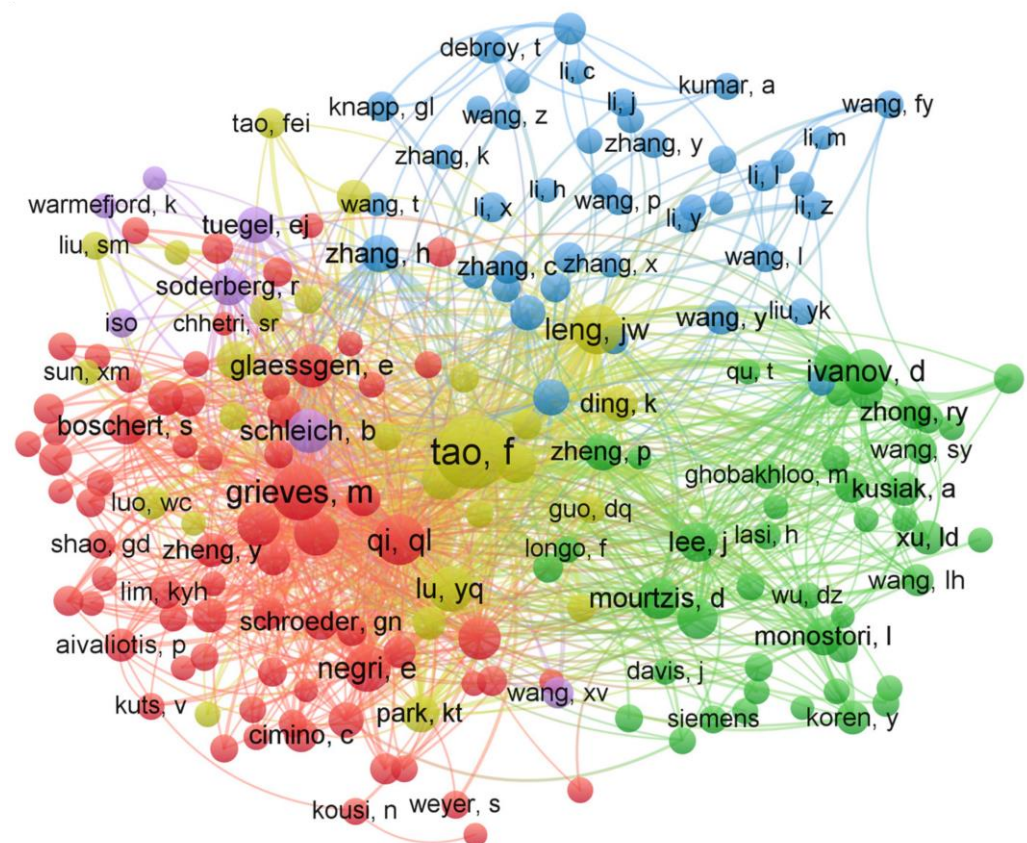 debroy, t
li, c
kumar, a
knapp, gl
wang, z
li, j
wang, fy
tao, fei
zhang, k
zhang, y
li, m
warmefjord, k
wang, t
li, h
li, x
wang, p
li, l
li, y
li, z
liu, sm
tuegel, ej
zhang, h
zhang, c
zhang, x
wang, l
soderberg, r
iso
chhetri, sr
leng, jw
wang, y
liu, yk
sun, xm
glaessgen, e
qu, t
ivanov, d
boschert, s
schleich, b
ding, k
zhong, ry
tao, f
zheng, p
wang, sy
luo, wc
grieves, m
ghobakhloo, m
kusiak, a
guo, dq
shao, gd
zheng, y
qi, ql
longo, f
lee, j
lasi, h
xu, ld
lim, kyh
lu, yq
mourtzis, d
wu, dz
wang, lh
aivaliotis, p
schroeder, gn
monostori, l
negri, e
davis, j
kuts, v
park, kt
wang, xv
siemens
koren, y
cimino, c
kousi, n
weyer, s